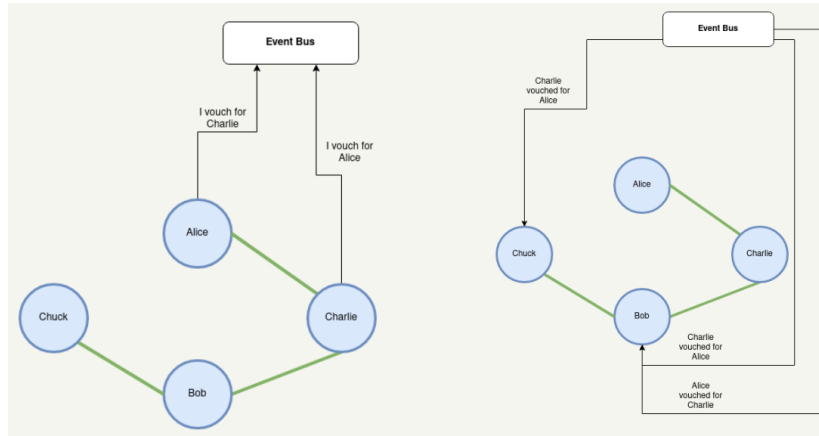 Event Bus
I vouch for
Charlie
I vouch for
Alice
Alice
Chuck
Charlie
Bob
Event Bus
Charlie
vouched for
Alice
Alice
Chuck
Charlie
Bob
Charlie
vouched for
Alice
Alice
vouched for
Charlie